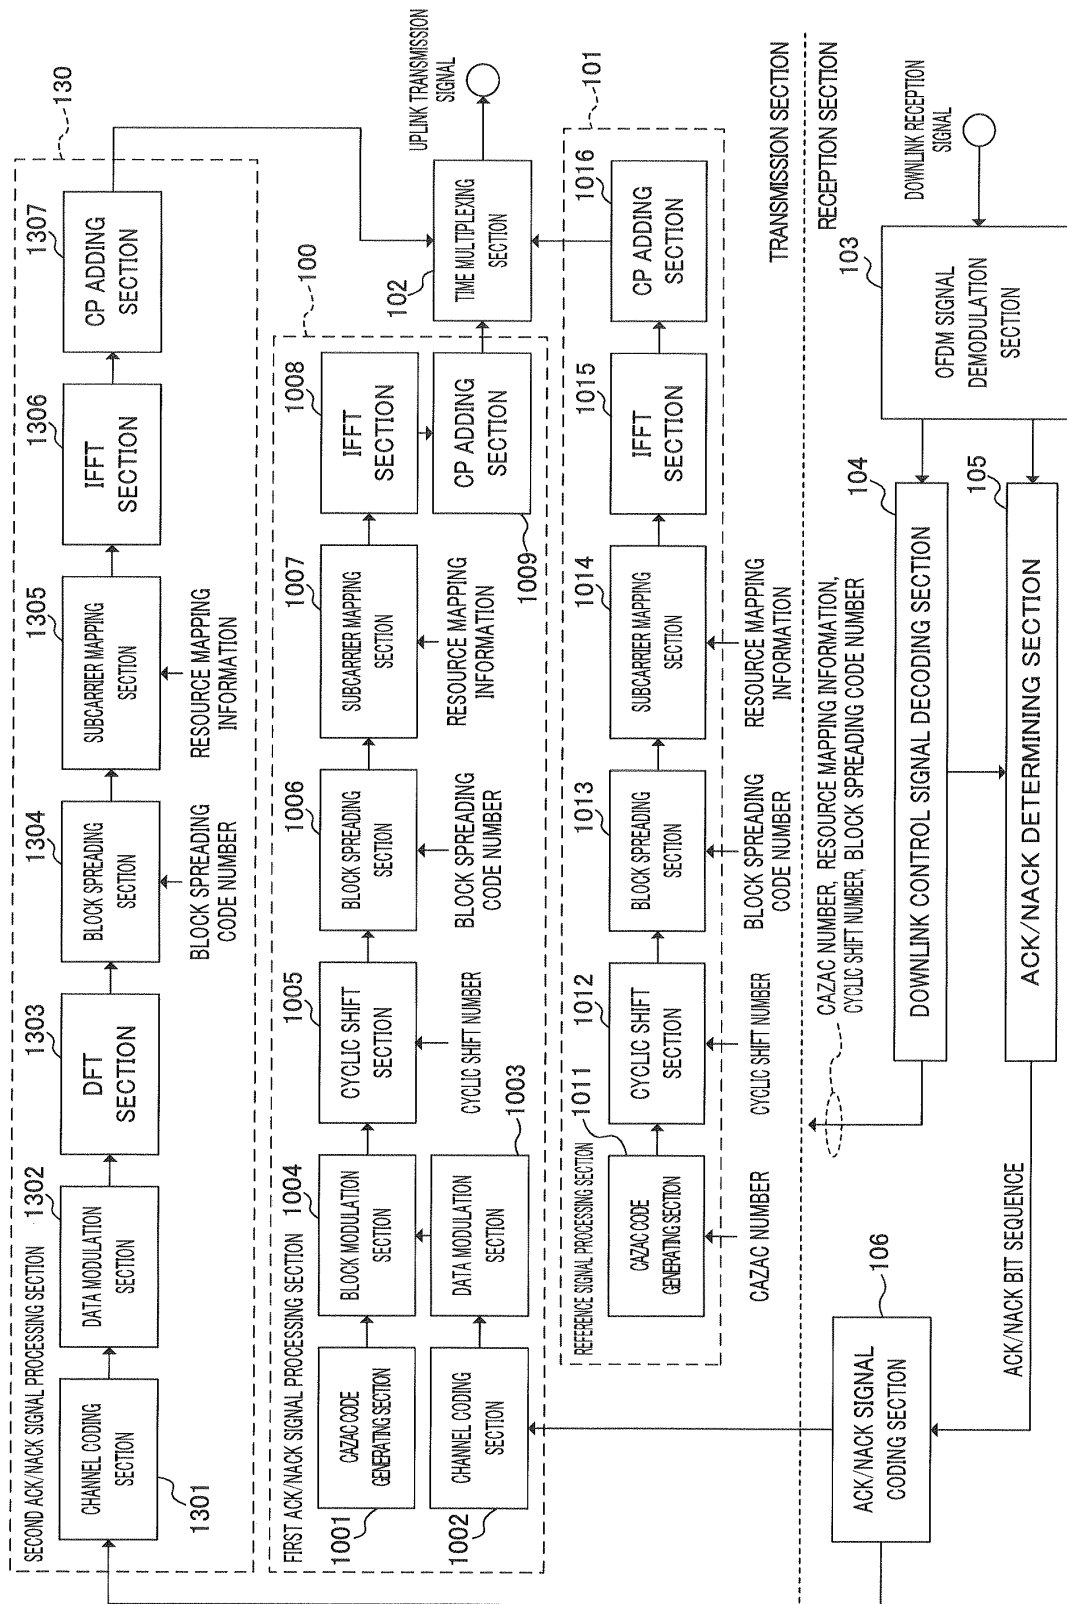 130
SECOND ACK/NACK SIGNAL PROCESSING SECTION
1301
CHANNEL CODING
SECTION
1302
DATA MODULATION
SECTION
1303
DFT
SECTION
1304
BLOCK SPREADING
SECTION
BLOCK SPREADING
CODE NUMBER
1305
SUBCARRIER MAPPING
SECTION
RESOURCE MAPPING
INFORMATION
1306
IFFT
SECTION
1307
CP ADDING
SECTION
100
FIRST ACK/NACK SIGNAL PROCESSING SECTION
1001
CAZAC CODE
GENERATING SECTION
1002
CHANNEL CODING
SECTION
1003
DATA MODULATION
SECTION
1004
BLOCK MODULATION
SECTION
1005
CYCLIC SHIFT
SECTION
CYCLIC SHIFT NUMBER
1006
BLOCK SPREADING
SECTION
BLOCK SPREADING
CODE NUMBER
1007
SUBCARRIER MAPPING
SECTION
RESOURCE MAPPING
INFORMATION
1008
IFFT
SECTION
1009
CP ADDING
SECTION
102
TIME MULTIPLEXING
SECTION
UPLINK TRANSMISSION
SIGNAL
101
REFERENCE SIGNAL PROCESSING SECTION
1011
CAZAC CODE
GENERATING SECTION
CAZAC NUMBER
1012
CYCLIC SHIFT
SECTION
CYCLIC SHIFT NUMBER
1013
BLOCK SPREADING
SECTION
BLOCK SPREADING
CODE NUMBER
1014
SUBCARRIER MAPPING
SECTION
RESOURCE MAPPING
INFORMATION
1015
IFFT
SECTION
1016
CP ADDING
SECTION
TRANSMISSION SECTION
RECEPTION SECTION
CAZAC NUMBER, RESOURCE MAPPING INFORMATION,
CYCLIC SHIFT NUMBER, BLOCK SPREADING CODE NUMBER
DOWNLINK RECEPTION
SIGNAL
103
OFDM SIGNAL
DEMODULATION
SECTION
104
DOWNLINK CONTROL SIGNAL DECODING SECTION
105
ACK/NACK DETERMINING SECTION
ACK/NACK BIT SEQUENCE
106
ACK/NACK SIGNAL
CODING SECTION